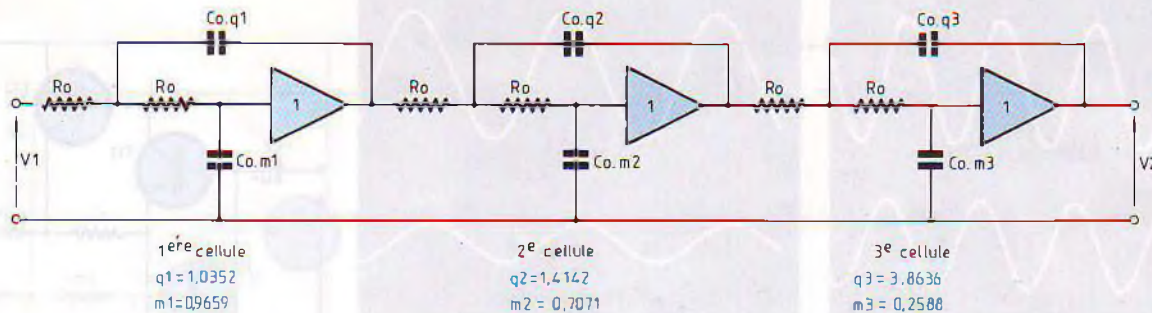 Co.q1 Co.q2 Co.q3
Ro Ro Ro Ro Ro Ro
1 1 1
V1 Co.m1 Co.m2 Co.m3 V2
1ère cellule 2e cellule 3e cellule
q1=1,0352 q2=1,4142 q3=3.8636
m1=0,9659 m2=0,7071 m3=0,2588